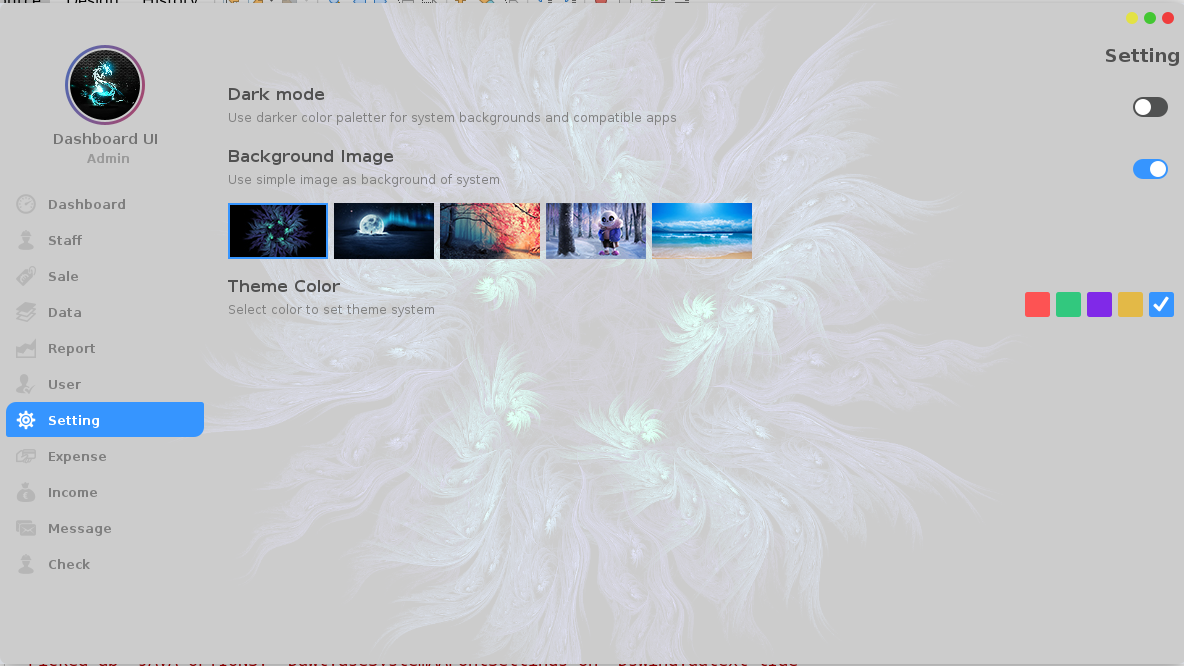 Design
History
Setting
Dashboard UI
Admin
Dashboard
Staff
Sale
Data
Report
User
Setting
Expense
Income
Message
Check
Dark mode
Use darker color paletter for system backgrounds and compatible apps
Background Image
Use simple image as background of system
Theme Color
Select color to set theme system